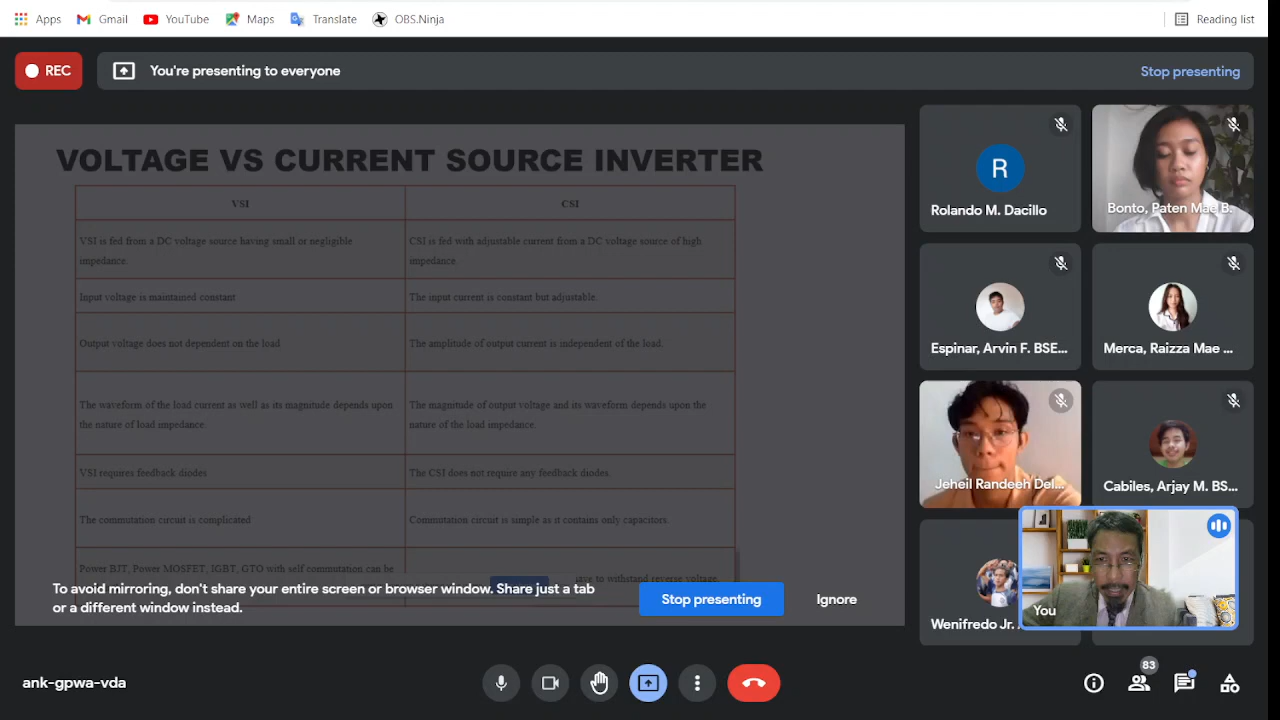 Apps Gmail YouTube Maps Translate OBS.Ninja Reading list
REC You're presenting to everyone Stop presenting
VOLTAGE VS CURRENT SOURCE INVERTER
VSI CSI
VSI is fed from a DC voltage source having small or negligible
impedance.
CSI is fed with adjustable current from a DC voltage source of high
impedance.
Input voltage is maintained constant
The input current is constant but adjustable.
Output voltage does not dependent on the load
The amplitude of output current is independent of the load.
The waveform of the load current as well as its magnitude depends upon
the nature of load impedance.
The magnitude of output voltage and its waveform depends upon the
nature of the load impedance.
VSI requires feedback diodes
The CSI does not require any feedback diodes.
The commutation circuit is complicated
Commutation circuit is simple as it contains only capacitors.
Power BJT, Power MOSFET, IGBT, GTO with self commutation can be
have to withstand reverse voltage.
To avoid mirroring, don't share your entire screen or browser window. Share just a tab
or a different window instead.
Stop presenting Ignore
R
Rolando M. Dacillo
Bonto, Paten Mae B.
Espinar, Arvin F. BSE...
Merca, Raizza Mae ...
Jeheil Randeeh Del...
Cabiles, Arjay M. BS...
Wenifredo Jr.
You
ank-gpwa-vda
83